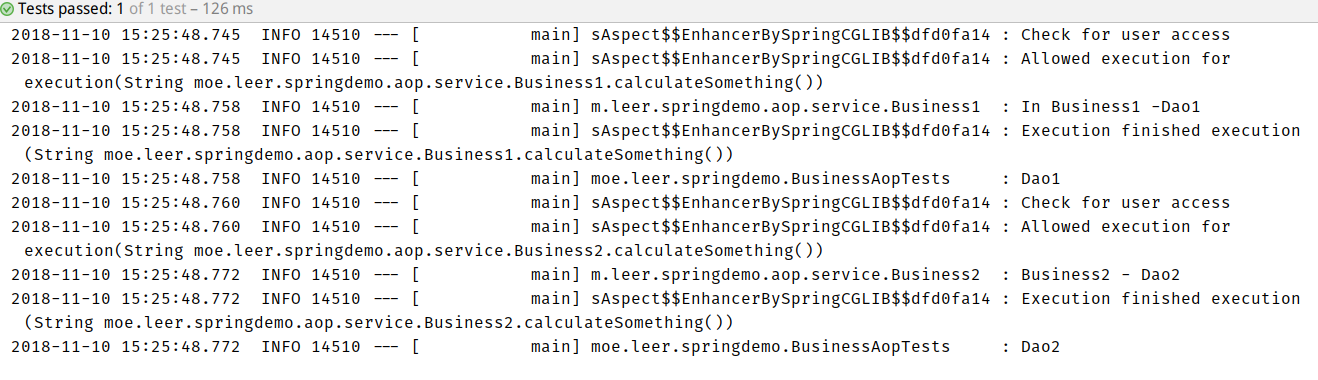 Tests passed: 1 of 1 test – 126 ms
2018-11-10 15:25:48.745  INFO 14510 --- [           main] sAspect$$EnhancerBySpringCGLIB$$dfd0fa14 : Check for user access
2018-11-10 15:25:48.745  INFO 14510 --- [           main] sAspect$$EnhancerBySpringCGLIB$$dfd0fa14 : Allowed execution for
execution(String moe.leer.springdemo.aop.service.Business1.calculateSomething())
2018-11-10 15:25:48.758  INFO 14510 --- [           main] m.leer.springdemo.aop.service.Business1  : In Business1 -Dao1
2018-11-10 15:25:48.758  INFO 14510 --- [           main] sAspect$$EnhancerBySpringCGLIB$$dfd0fa14 : Execution finished execution
(String moe.leer.springdemo.aop.service.Business1.calculateSomething())
2018-11-10 15:25:48.758  INFO 14510 --- [           main] moe.leer.springdemo.BusinessAopTests     : Dao1
2018-11-10 15:25:48.760  INFO 14510 --- [           main] sAspect$$EnhancerBySpringCGLIB$$dfd0fa14 : Check for user access
2018-11-10 15:25:48.760  INFO 14510 --- [           main] sAspect$$EnhancerBySpringCGLIB$$dfd0fa14 : Allowed execution for
execution(String moe.leer.springdemo.aop.service.Business2.calculateSomething())
2018-11-10 15:25:48.772  INFO 14510 --- [           main] m.leer.springdemo.aop.service.Business2  : Business2 - Dao2
2018-11-10 15:25:48.772  INFO 14510 --- [           main] sAspect$$EnhancerBySpringCGLIB$$dfd0fa14 : Execution finished execution
(String moe.leer.springdemo.aop.service.Business2.calculateSomething())
2018-11-10 15:25:48.772  INFO 14510 --- [           main] moe.leer.springdemo.BusinessAopTests     : Dao2